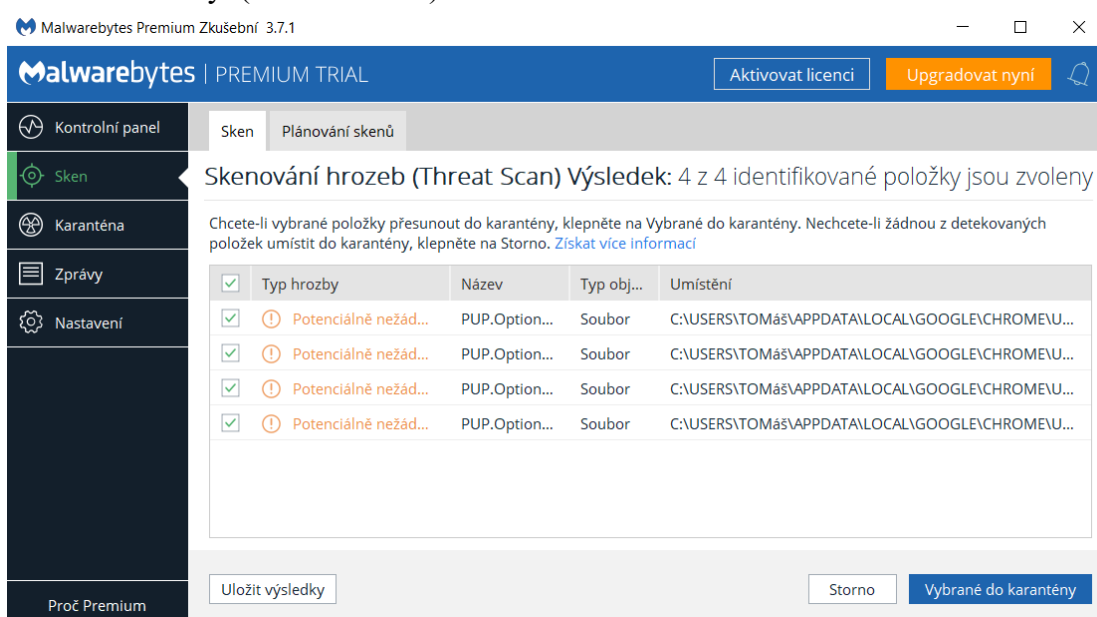 Malwarebytes Premium Zkušební 3.7.1
Malwarebytes | PREMIUM TRIAL
Aktivovat licenci
Upgradovat nyní
Kontrolní panel
Sken
Karanténa
Zprávy
Nastavení
Proč Premium
Sken Plánování skenů
Skenování hrozeb (Threat Scan) Výsledek: 4 z 4 identifikované položky jsou zvoleny
Chcete-li vybrané položky přesunout do karantény, klepněte na Vybrané do karantény. Nechcete-li žádnou z detekovaných
položek umístit do karantény, klepněte na Storno. Získat více informací
Typ hrozby Název Typ obj... Umístění
Potenciálně nežád... PUP.Option... Soubor C:\USERS\TOMáš\APPDATA\LOCAL\GOOGLE\CHROME\U...
Potenciálně nežád... PUP.Option... Soubor C:\USERS\TOMáš\APPDATA\LOCAL\GOOGLE\CHROME\U...
Potenciálně nežád... PUP.Option... Soubor C:\USERS\TOMáš\APPDATA\LOCAL\GOOGLE\CHROME\U...
Potenciálně nežád... PUP.Option... Soubor C:\USERS\TOMáš\APPDATA\LOCAL\GOOGLE\CHROME\U...
Uložit výsledky
Storno
Vybrané do karantény